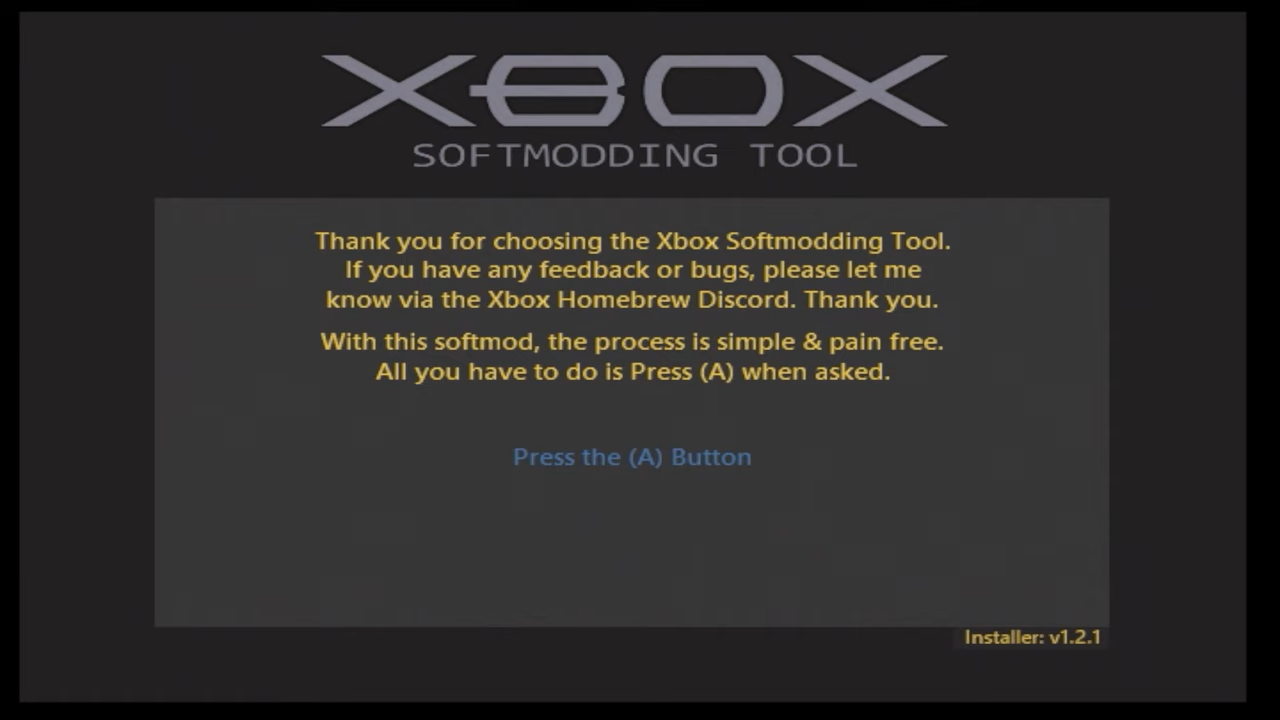 XBOX
SOFTMODDING TOOL
Thank you for choosing the Xbox Softmodding Tool.
If you have any feedback or bugs, please let me
know via the Xbox Homebrew Discord. Thank you.
With this softmod, the process is simple & pain free.
All you have to do is Press (A) when asked.
Press the (A) Button
Installer: v1.2.1